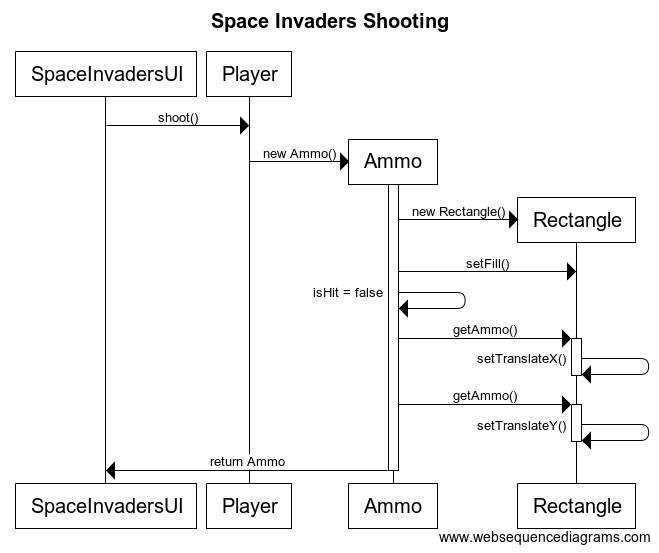 Space Invaders Shooting
SpaceInvadersUI
Player
shoot()
new Ammo()
Ammo
new Rectangle()
Rectangle
setFill()
isHit = false
getAmmo()
setTranslateX()
getAmmo()
setTranslateY()
return Ammo
SpaceInvadersUI
Player
Ammo
Rectangle
www.websequencediagrams.com